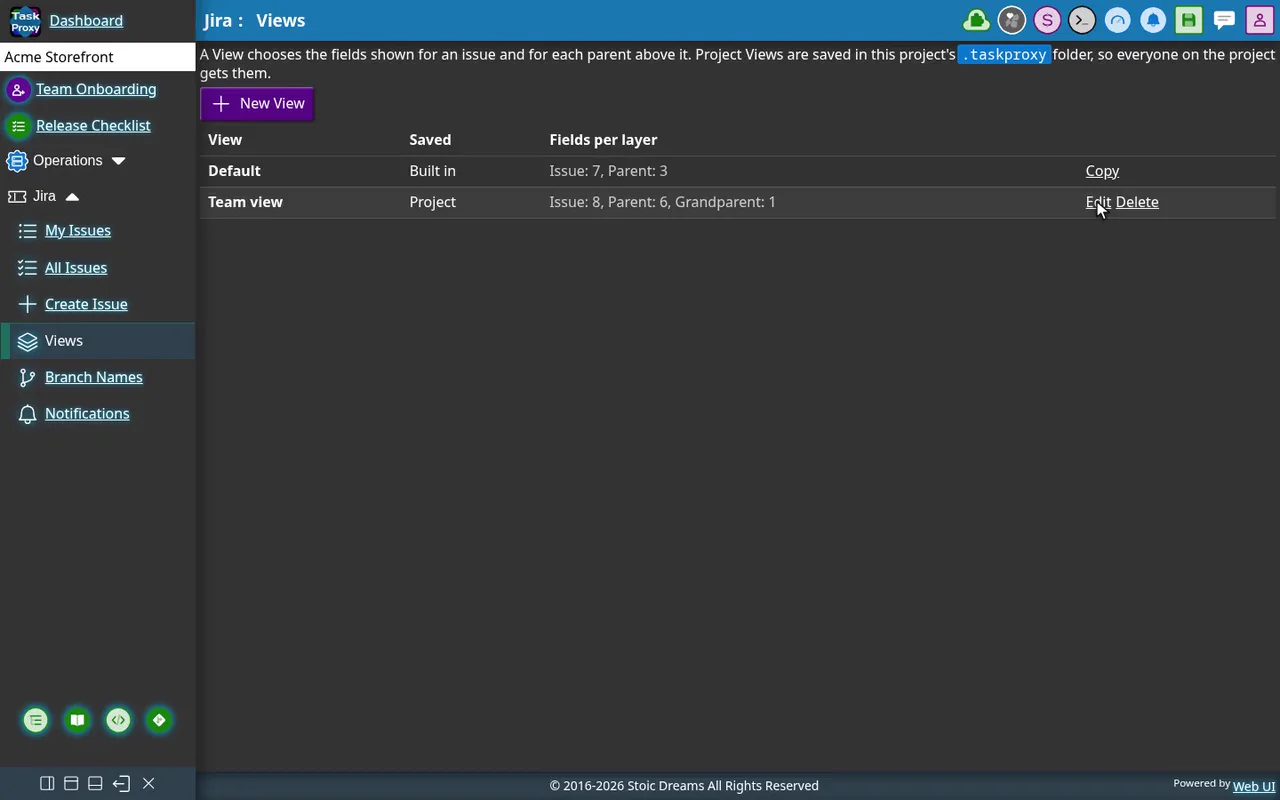 Task Proxy
Dashboard
Jira : Views
S
Acme Storefront
Team Onboarding
Release Checklist
Operations
Jira
My Issues
All Issues
Create Issue
Views
Branch Names
Notifications
A View chooses the fields shown for an issue and for each parent above it. Project Views are saved in this project's .taskproxy folder, so everyone on the project
gets them.
New View
View Saved Fields per layer
Default Built in Issue: 7, Parent: 3 Copy
Team view Project Issue: 8, Parent: 6, Grandparent: 1 Edit Delete
© 2016-2026 Stoic Dreams All Rights Reserved
Powered by Web UI